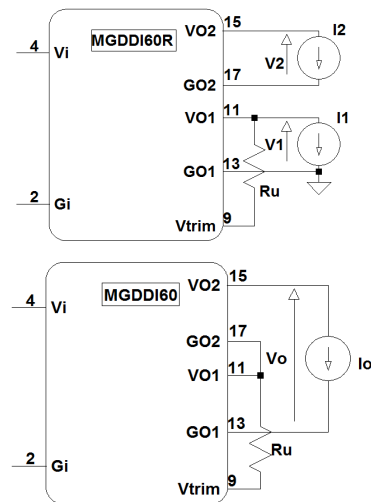 15
VO2
I2
4
MGDDI60R
Vi
V2
17
GO2
11
VO1
I1
V1
13
GO1
2
Ru
Gi
Vtrim
9
15
VO2
MGDDI60
4
Vi
17
GO2
Vo
Io
VO1
11
13
GO1
Ru
2
Gi
Vtrim
9